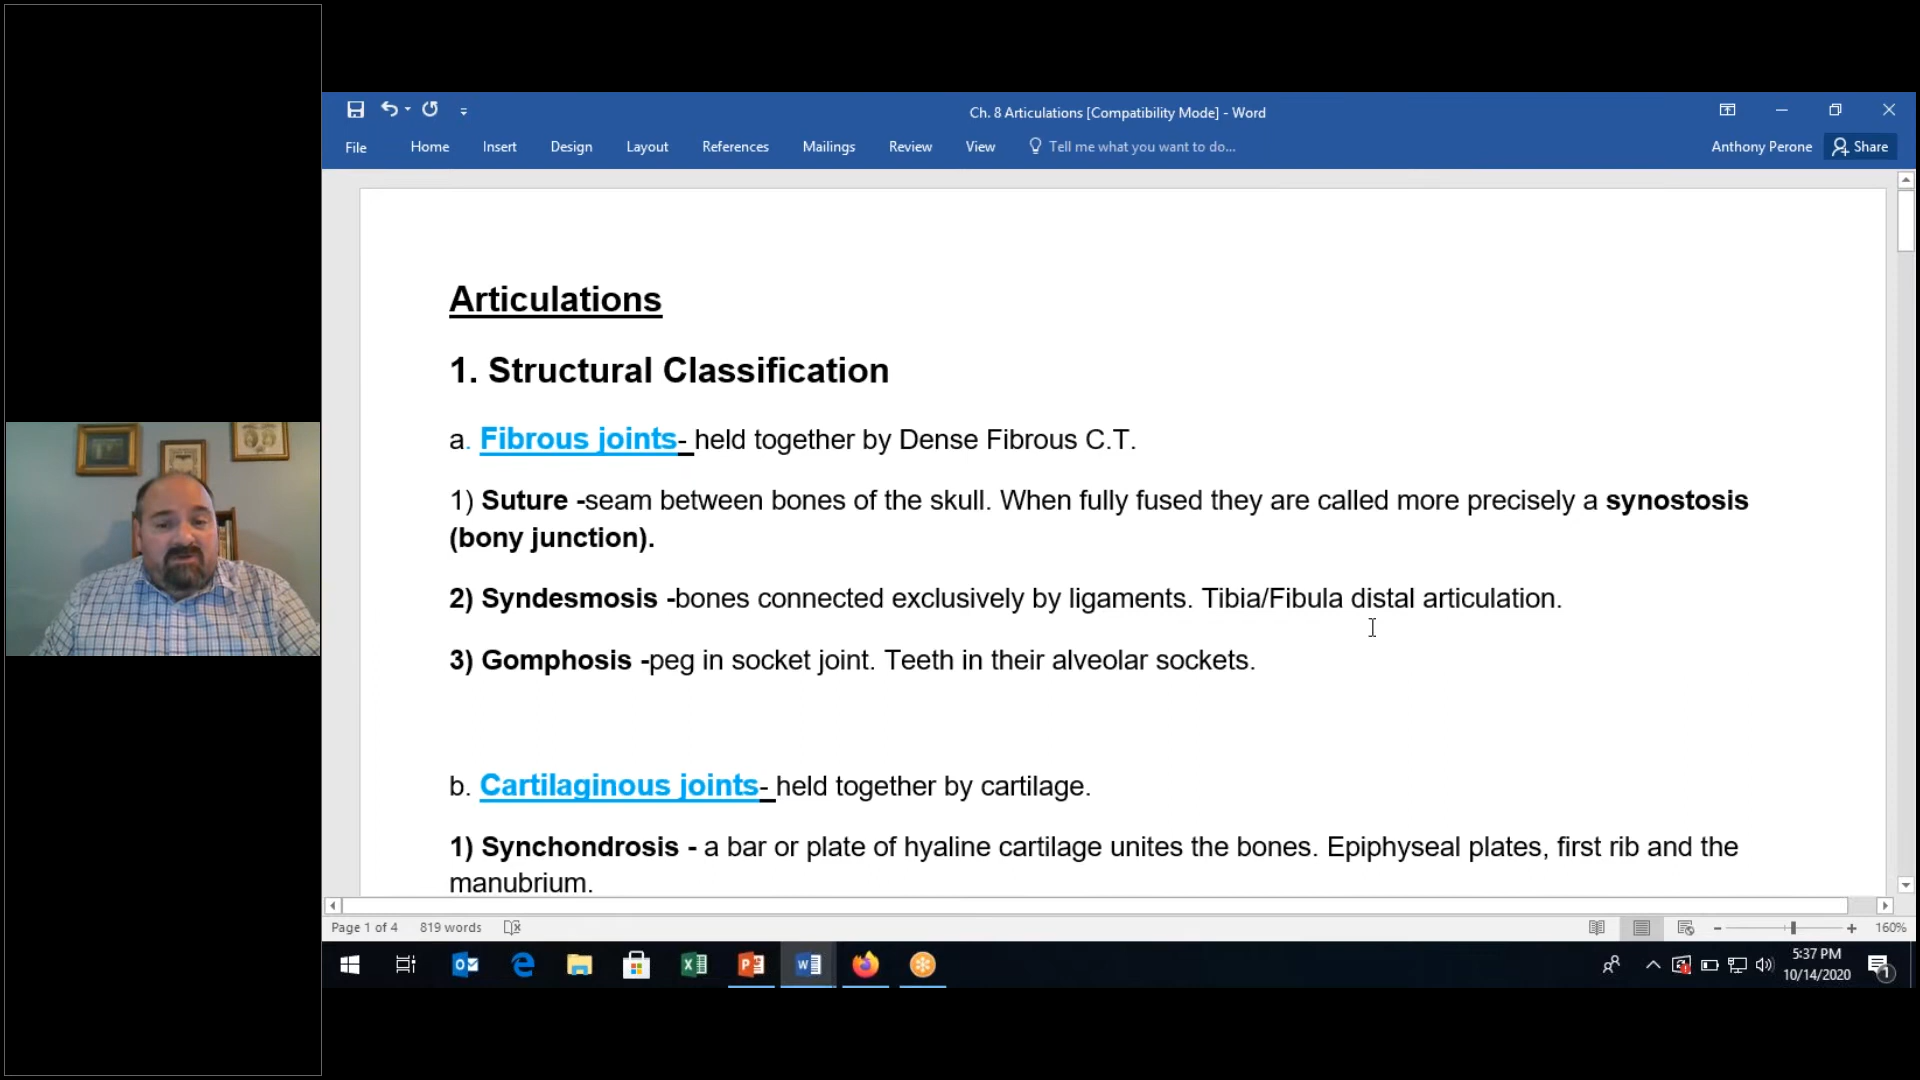 Ch. 8 Articulations [Compatibility Mode] - Word
File Home Insert Design Layout References Mailings Review View Tell me what you want to do... Anthony Perone Share
Articulations
1. Structural Classification
a. Fibrous joints- held together by Dense Fibrous C.T.
1) Suture -seam between bones of the skull. When fully fused they are called more precisely a synostosis
(bony junction).
2) Syndesmosis -bones connected exclusively by ligaments. Tibia/Fibula distal articulation.
3) Gomphosis -peg in socket joint. Teeth in their alveolar sockets.
b. Cartilaginous joints- held together by cartilage.
1) Synchondrosis - a bar or plate of hyaline cartilage unites the bones. Epiphyseal plates, first rib and the
manubrium.
Page 1 of 4 819 words 160%
5:37 PM
10/14/2020
1